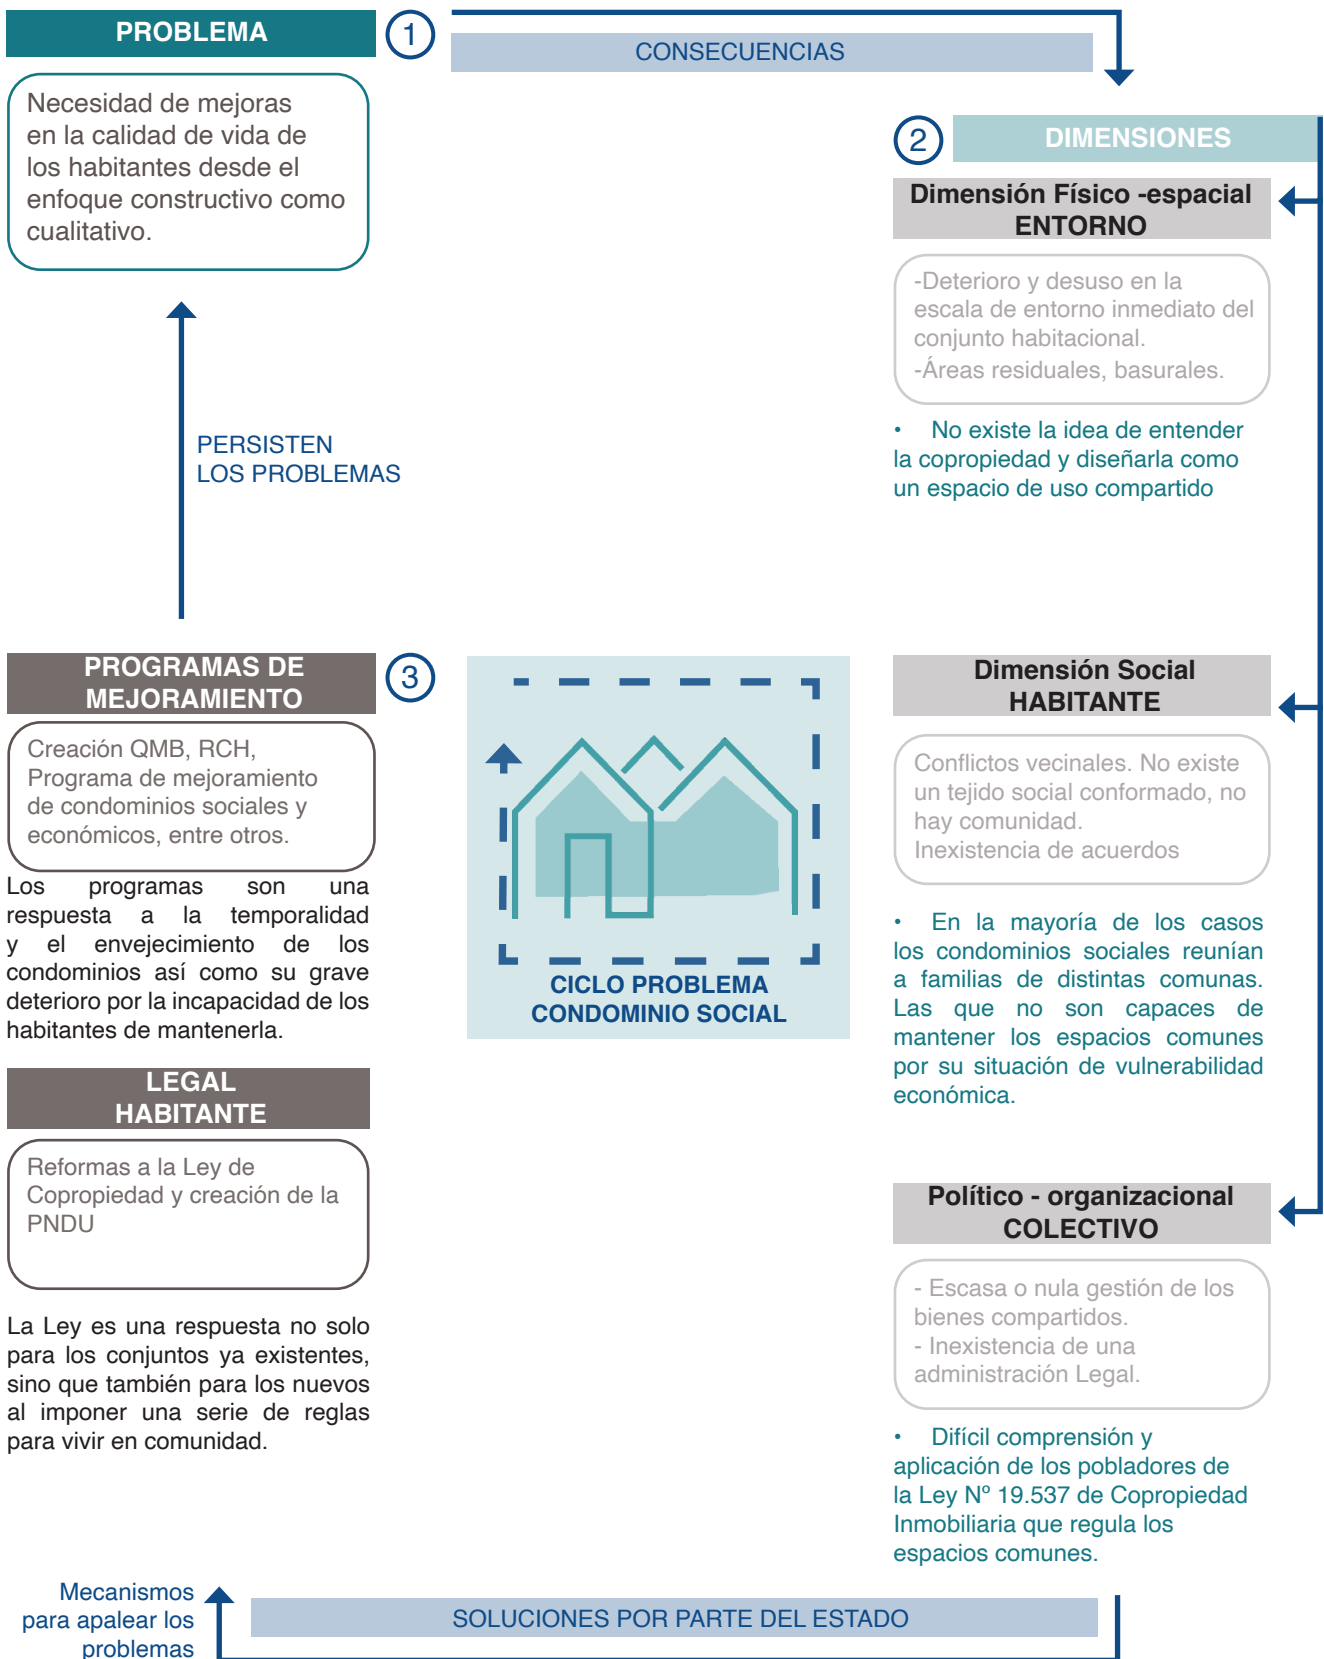 PROBLEMA
1
CONSECUENCIAS
Necesidad de mejoras
en la calidad de vida de
los habitantes desde el
enfoque constructivo como
cualitativo.
2
DIMENSIONES
Dimensión Físico -espacial
ENTORNO
-Deterioro y desuso en la
escala de entorno inmediato del
conjunto habitacional.
-Áreas residuales, basurales.
• No existe la idea de entender
la copropiedad y diseñarla como
un espacio de uso compartido
PERSISTEN
LOS PROBLEMAS
PROGRAMAS DE
MEJORAMIENTO
3
Creación QMB, RCH,
Programa de mejoramiento
de condominios sociales y
económicos, entre otros.
Los programas son una
respuesta a la temporalidad
y el envejecimiento de los
condominios así como su grave
deterioro por la incapacidad de los
habitantes de mantenerla.
CICLO PROBLEMA
CONDOMINIO SOCIAL
Dimensión Social
HABITANTE
Conflictos vecinales. No existe
un tejido social conformado, no
hay comunidad.
Inexistencia de acuerdos
• En la mayoría de los casos
los condominios sociales reunían
a familias de distintas comunas.
Las que no son capaces de
mantener los espacios comunes
por su situación de vulnerabilidad
económica.
LEGAL
HABITANTE
Reformas a la Ley de
Copropiedad y creación de la
PNDU
La Ley es una respuesta no solo
para los conjuntos ya existentes,
sino que también para los nuevos
al imponer una serie de reglas
para vivir en comunidad.
Político - organizacional
COLECTIVO
- Escasa o nula gestión de los
bienes compartidos.
- Inexistencia de una
administración Legal.
• Difícil comprensión y
aplicación de los pobladores de
la Ley Nº 19.537 de Copropiedad
Inmobiliaria que regula los
espacios comunes.
Mecanismos
para apalear los
problemas
SOLUCIONES POR PARTE DEL ESTADO